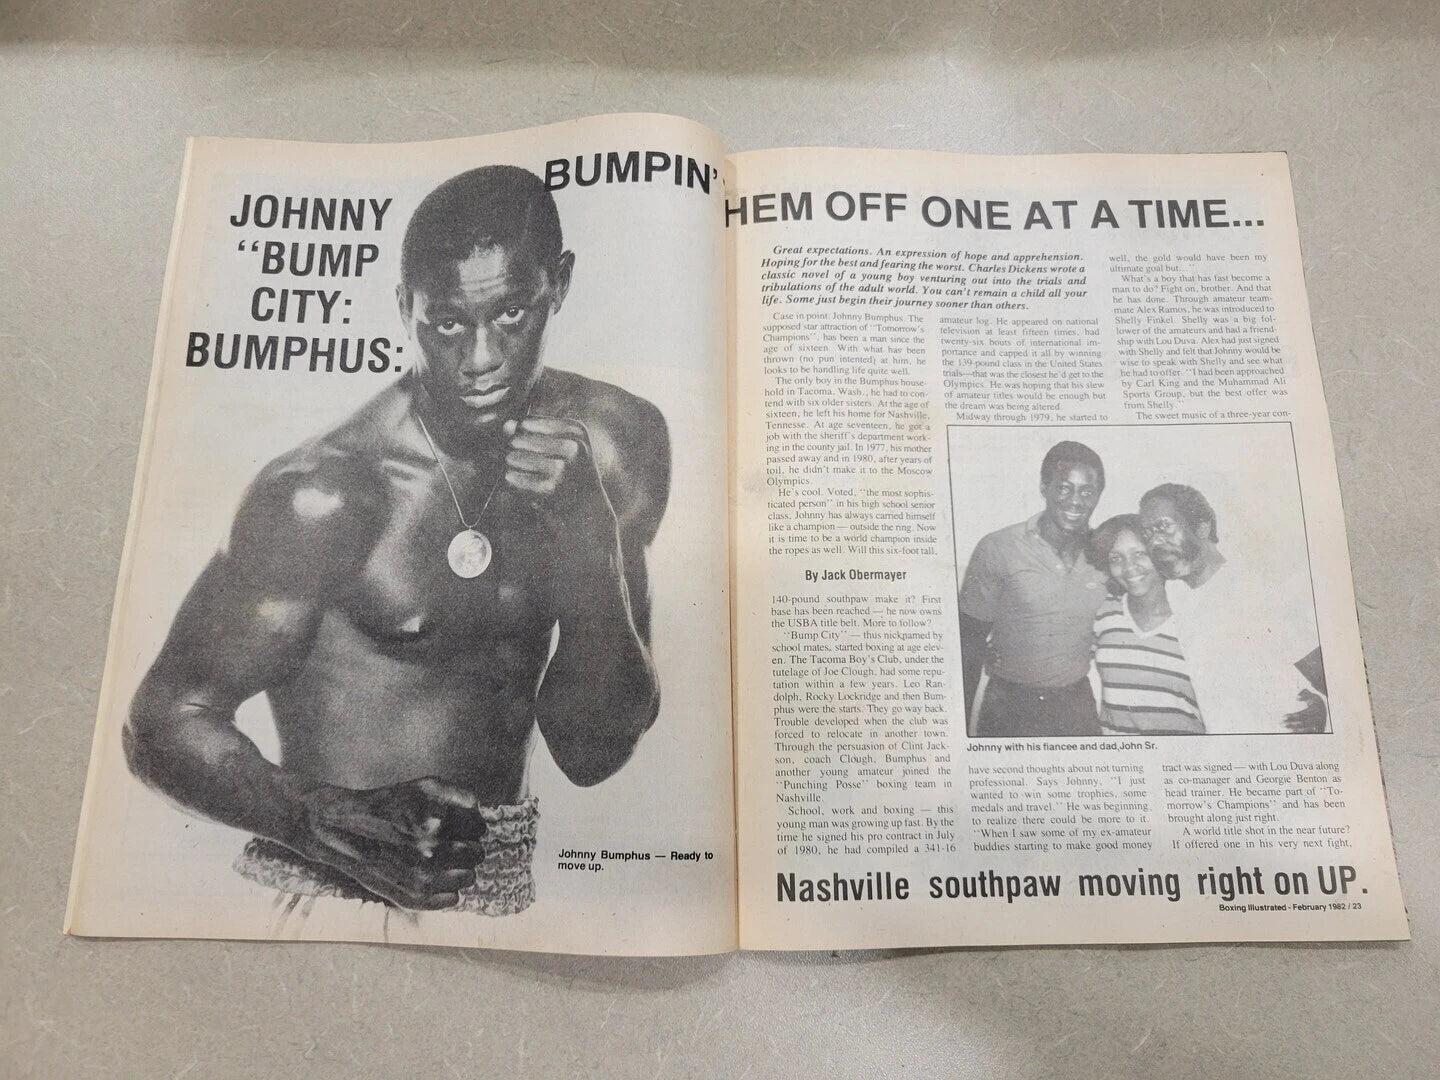 JOHNNY
"BUMP
CITY:
BUMPHUS:
BUMPIN' THEM OFF ONE AT A TIME...
Johnny Bumphus — Ready to
move up.
Great expectations. An expression of hope and apprehension.
Hoping for the best and fearing the worst. Charles Dickens wrote a
classic novel of a young boy venturing out into the trials and
tribulations of the adult world. You can't remain a child all your
life. Some just begin their journey sooner than others.
Case in point: Johnny Bumphus. The
supposed star attraction of "Tomorrow's
Champions", has been a man since the
age of sixteen. With what has been
thrown (no pun intented) at him, he
looks to be handling life quite well.
The only boy in the Bumphus house-
hold in Tacoma, Wash., he had to con-
tend with six older sisters. At the age of
sixteen, he left his home for Nashville,
Tennesse. At age seventeen, he got a
job with the sheriff's department work-
ing in the county jail. In 1977, his mother
passed away and in 1980, after years of
toil, he didn't make it to the Moscow
Olympics.
He's cool. Voted, "the most sophis-
ticated person" in his high school senior
class, Johnny has always carried himself
like a champion — outside the ring. Now
it is time to be a world champion inside
the ropes as well. Will this six-foot tall,
By Jack Obermayer
140-pound southpaw make it? First
base has been reached — he now owns
the USBA title belt. More to follow?
"Bump City" — thus nickpamed by
school mates, started boxing at age elev-
en. The Tacoma Boy's Club, under the
tutelage of Joe Clough, had some repu-
tation within a few years. Leo Ran-
dolph, Rocky Lockridge and then Bum-
phus were the starts. They go way back.
Trouble developed when the club was
forced to relocate in another town.
Through the persuasion of Clint Jack-
son, coach Clough, Bumphus and
another young amateur joined the
"Punching Posse" boxing team in
Nashville.
School, work and boxing — this
young man was growing up fast. By the
time he signed his pro contract in July
of 1980, he had compiled a 341-16
amateur log. He appeared on national
television at least fifteen times, had
twenty-six bouts of international im-
portance and capped it all by winning
the 139-pound class in the United States
trials—that was the closest he'd get to the
Olympics. He was hoping that his slew
of amateur titles would be enough but
the dream was being altered.
Midway through 1979, he started to
have second thoughts about not turning
professional. Says Johnny, "I just
wanted to win some trophies, some
medals and travel." He was beginning
to realize there could be more to it.
"When I saw some of my ex-amateur
buddies starting to make good money
well, the gold would have been my
ultimate goal but..."
What's a boy that has fast become a
man to do? Fight on, brother. And that
he has done. Through amateur team-
mate Alex Ramos, he was introduced to
Shelly Finkel. Shelly was a big fol-
lower of the amateurs and had a friend-
ship with Lou Duva. Alex had just signed
with Shelly and felt that Johnny would be
wise to speak with Shelly and see what
he had to offer. "I had been approached
by Carl King and the Muhammad Ali
Sports Group, but the best offer was
from Shelly."
The sweet music of a three-year con-
Johnny with his fiancee and dad, John Sr.
tract was signed — with Lou Duva along
as co-manager and Georgie Benton as
head trainer. He became part of "To-
morrow's Champions" and has been
brought along just right.
A world title shot in the near future?
If offered one in his very next fight,
Nashville southpaw moving right on UP.
Boxing Illustrated - February 1982 / 23